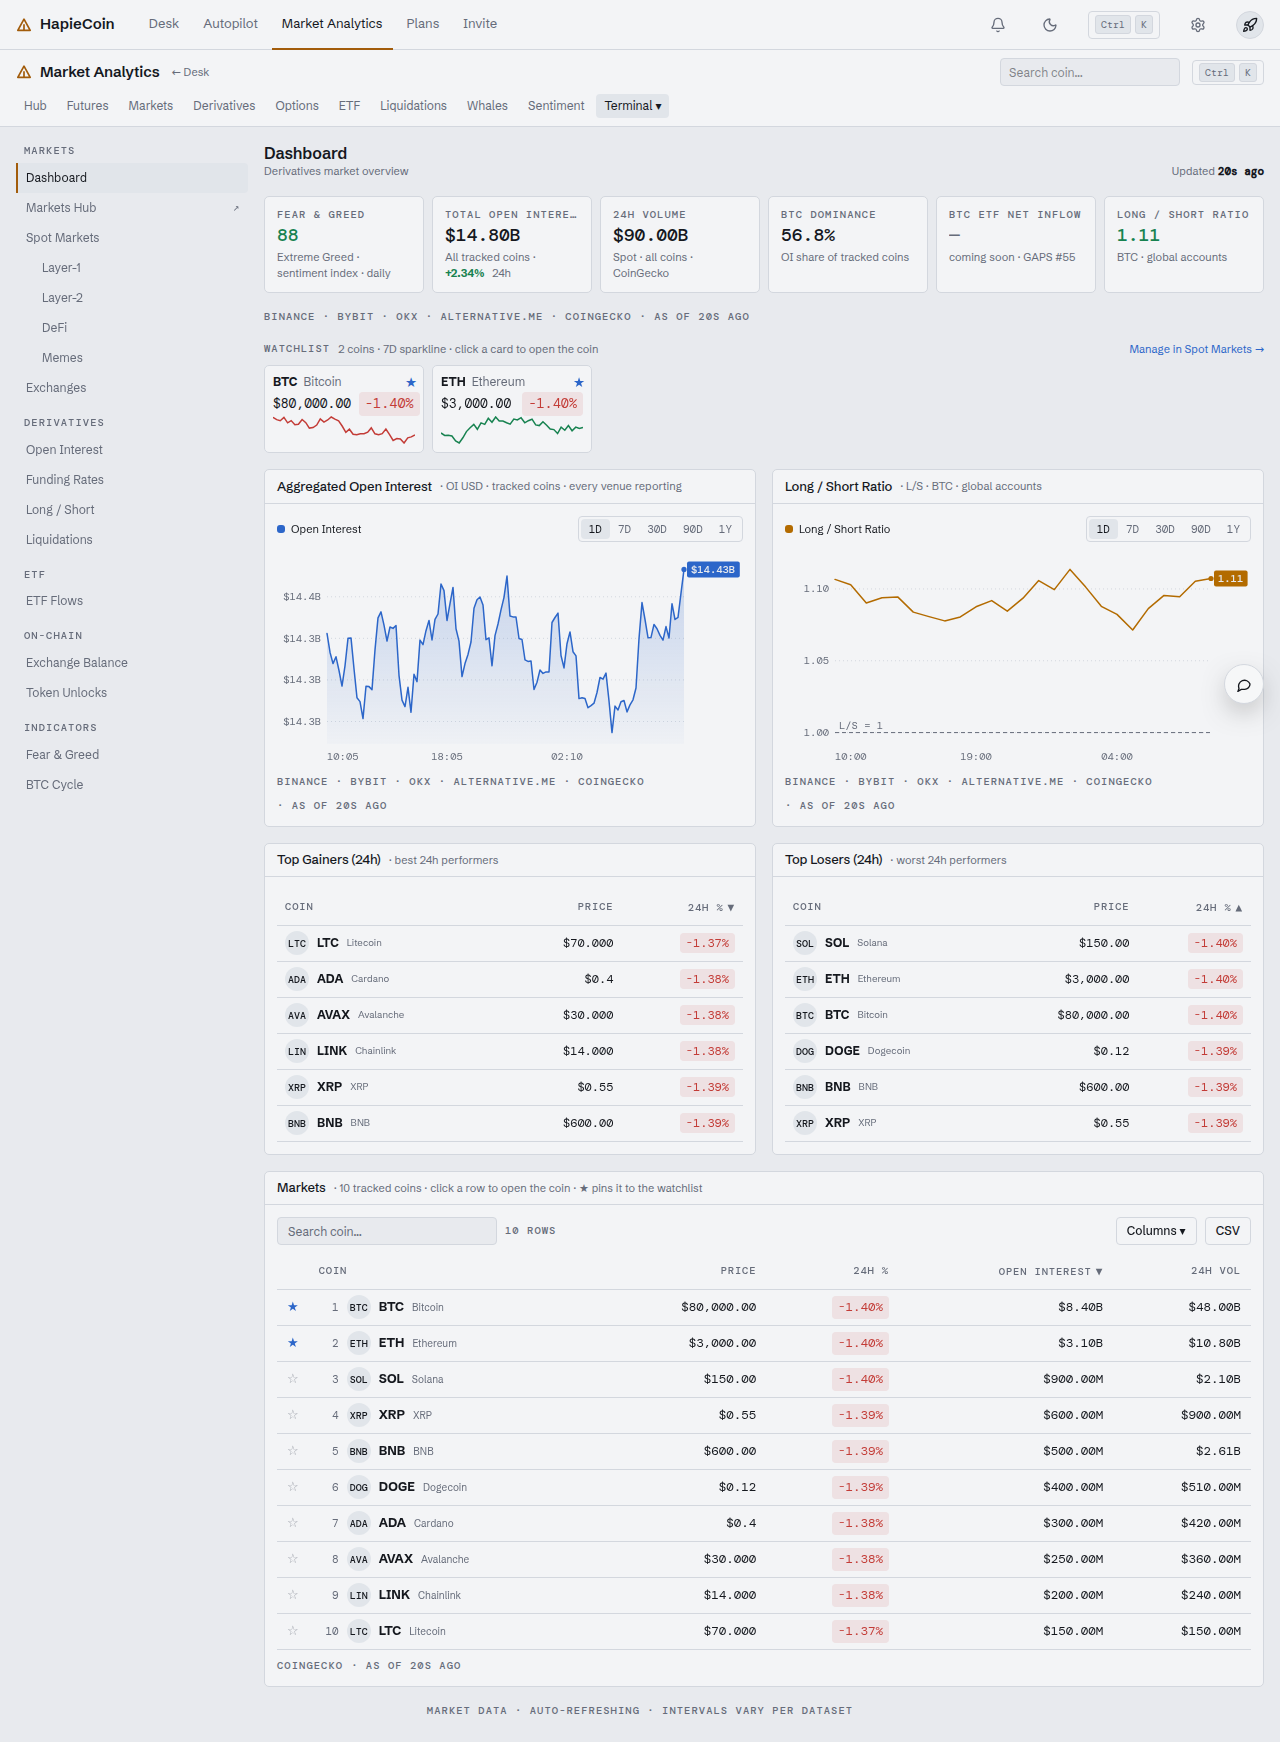 HapieCoin Desk Autopilot Market Analytics Plans Invite Ctrl K
Market Analytics ← Desk Search coin... Ctrl K
Hub Futures Markets Derivatives Options ETF Liquidations Whales Sentiment Terminal ▾
MARKETS
Dashboard
Markets Hub ↗
Spot Markets
Layer-1
Layer-2
DeFi
Memes
Exchanges
DERIVATIVES
Open Interest
Funding Rates
Long / Short
Liquidations
ETF
ETF Flows
ON-CHAIN
Exchange Balance
Token Unlocks
INDICATORS
Fear & Greed
BTC Cycle
Dashboard
Derivatives market overview
Updated 20s ago
FEAR & GREED
88
Extreme Greed ·
sentiment index · daily
TOTAL OPEN INTERE…
$14.80B
All tracked coins ·
+2.34% 24h
24H VOLUME
$90.00B
Spot · all coins ·
CoinGecko
BTC DOMINANCE
56.8%
OI share of tracked coins
BTC ETF NET INFLOW
—
coming soon · GAPS #55
LONG / SHORT RATIO
1.11
BTC · global accounts
BINANCE · BYBIT · OKX · ALTERNATIVE.ME · COINGECKO · AS OF 20S AGO
WATCHLIST 2 coins · 7D sparkline · click a card to open the coin Manage in Spot Markets →
BTC Bitcoin ★
$80,000.00 -1.40%
ETH Ethereum ★
$3,000.00 -1.40%
Aggregated Open Interest · OI USD · tracked coins · every venue reporting
Open Interest 1D 7D 30D 90D 1Y
$14.43B
$14.4B
$14.3B
$14.3B
$14.3B
10:05 18:05 02:10
BINANCE · BYBIT · OKX · ALTERNATIVE.ME · COINGECKO
· AS OF 20S AGO
Long / Short Ratio · L/S · BTC · global accounts
Long / Short Ratio 1D 7D 30D 90D 1Y
1.11
1.10
1.05
L/S = 1
1.00
10:00 19:00 04:00
BINANCE · BYBIT · OKX · ALTERNATIVE.ME · COINGECKO
· AS OF 20S AGO
Top Gainers (24h) · best 24h performers
COIN PRICE 24H % ▼
LTC LTC Litecoin $70.000 -1.37%
ADA ADA Cardano $0.4 -1.38%
AVA AVAX Avalanche $30.000 -1.38%
LIN LINK Chainlink $14.000 -1.38%
XRP XRP XRP $0.55 -1.39%
BNB BNB BNB $600.00 -1.39%
Top Losers (24h) · worst 24h performers
COIN PRICE 24H % ▲
SOL SOL Solana $150.00 -1.40%
ETH ETH Ethereum $3,000.00 -1.40%
BTC BTC Bitcoin $80,000.00 -1.40%
DOG DOGE Dogecoin $0.12 -1.39%
BNB BNB BNB $600.00 -1.39%
XRP XRP XRP $0.55 -1.39%
Markets · 10 tracked coins · click a row to open the coin · ★ pins it to the watchlist
Search coin... 10 ROWS Columns ▾ CSV
COIN PRICE 24H % OPEN INTEREST ▼ 24H VOL
★ 1 BTC BTC Bitcoin $80,000.00 -1.40% $8.40B $48.00B
★ 2 ETH ETH Ethereum $3,000.00 -1.40% $3.10B $10.80B
☆ 3 SOL SOL Solana $150.00 -1.40% $900.00M $2.10B
☆ 4 XRP XRP XRP $0.55 -1.39% $600.00M $900.00M
☆ 5 BNB BNB BNB $600.00 -1.39% $500.00M $2.61B
☆ 6 DOG DOGE Dogecoin $0.12 -1.39% $400.00M $510.00M
☆ 7 ADA ADA Cardano $0.4 -1.38% $300.00M $420.00M
☆ 8 AVA AVAX Avalanche $30.000 -1.38% $250.00M $360.00M
☆ 9 LIN LINK Chainlink $14.000 -1.38% $200.00M $240.00M
☆ 10 LTC LTC Litecoin $70.000 -1.37% $150.00M $150.00M
COINGECKO · AS OF 20S AGO
MARKET DATA · AUTO-REFRESHING · INTERVALS VARY PER DATASET